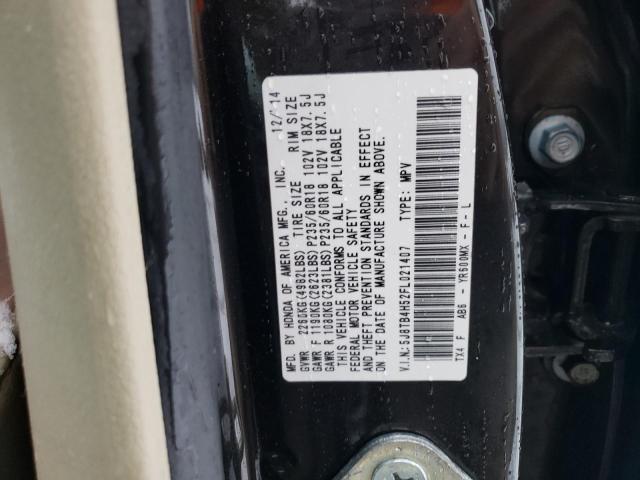 MFD. BY HONDA OF AMERICA MFG., INC. 12/14
GVWR 2260KG(4982LBS) TIRE SIZE RIM SIZE
GAWR F 1190KG(2623LBS)P235/60R18 102V 18X7.5J
GAWR R 1080KG(2381LBS)P235/60R18 102V 18X7.5J
THIS VEHICLE CONFORMS TO ALL APPLICABLE
FEDERAL MOTOR VEHICLE SAFETY
AND THEFT PREVENTION STANDARDS IN EFFECT
ON THE DATE OF MANUFACTURE SHOWN ABOVE.
V.I.N.:5J8TB4H52FL021407 TYPE: MPV
TX4 F AB6 - YR600MX - F - L